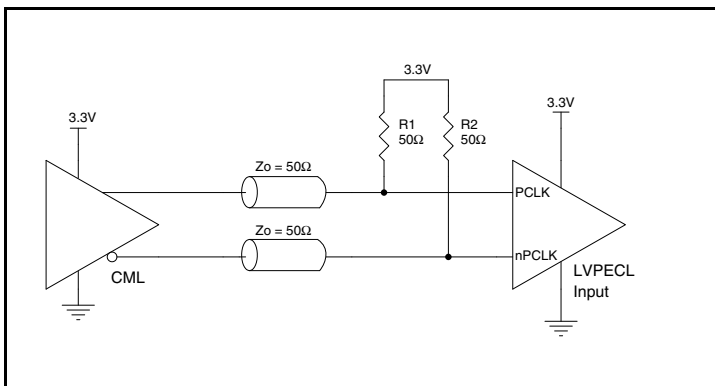 3.3V
3.3V
3.3V
R1
50Ω
R2
50Ω
Zo = 50Ω
PCLK
Zo = 50Ω
nPCLK
CML
LVPECL
Input